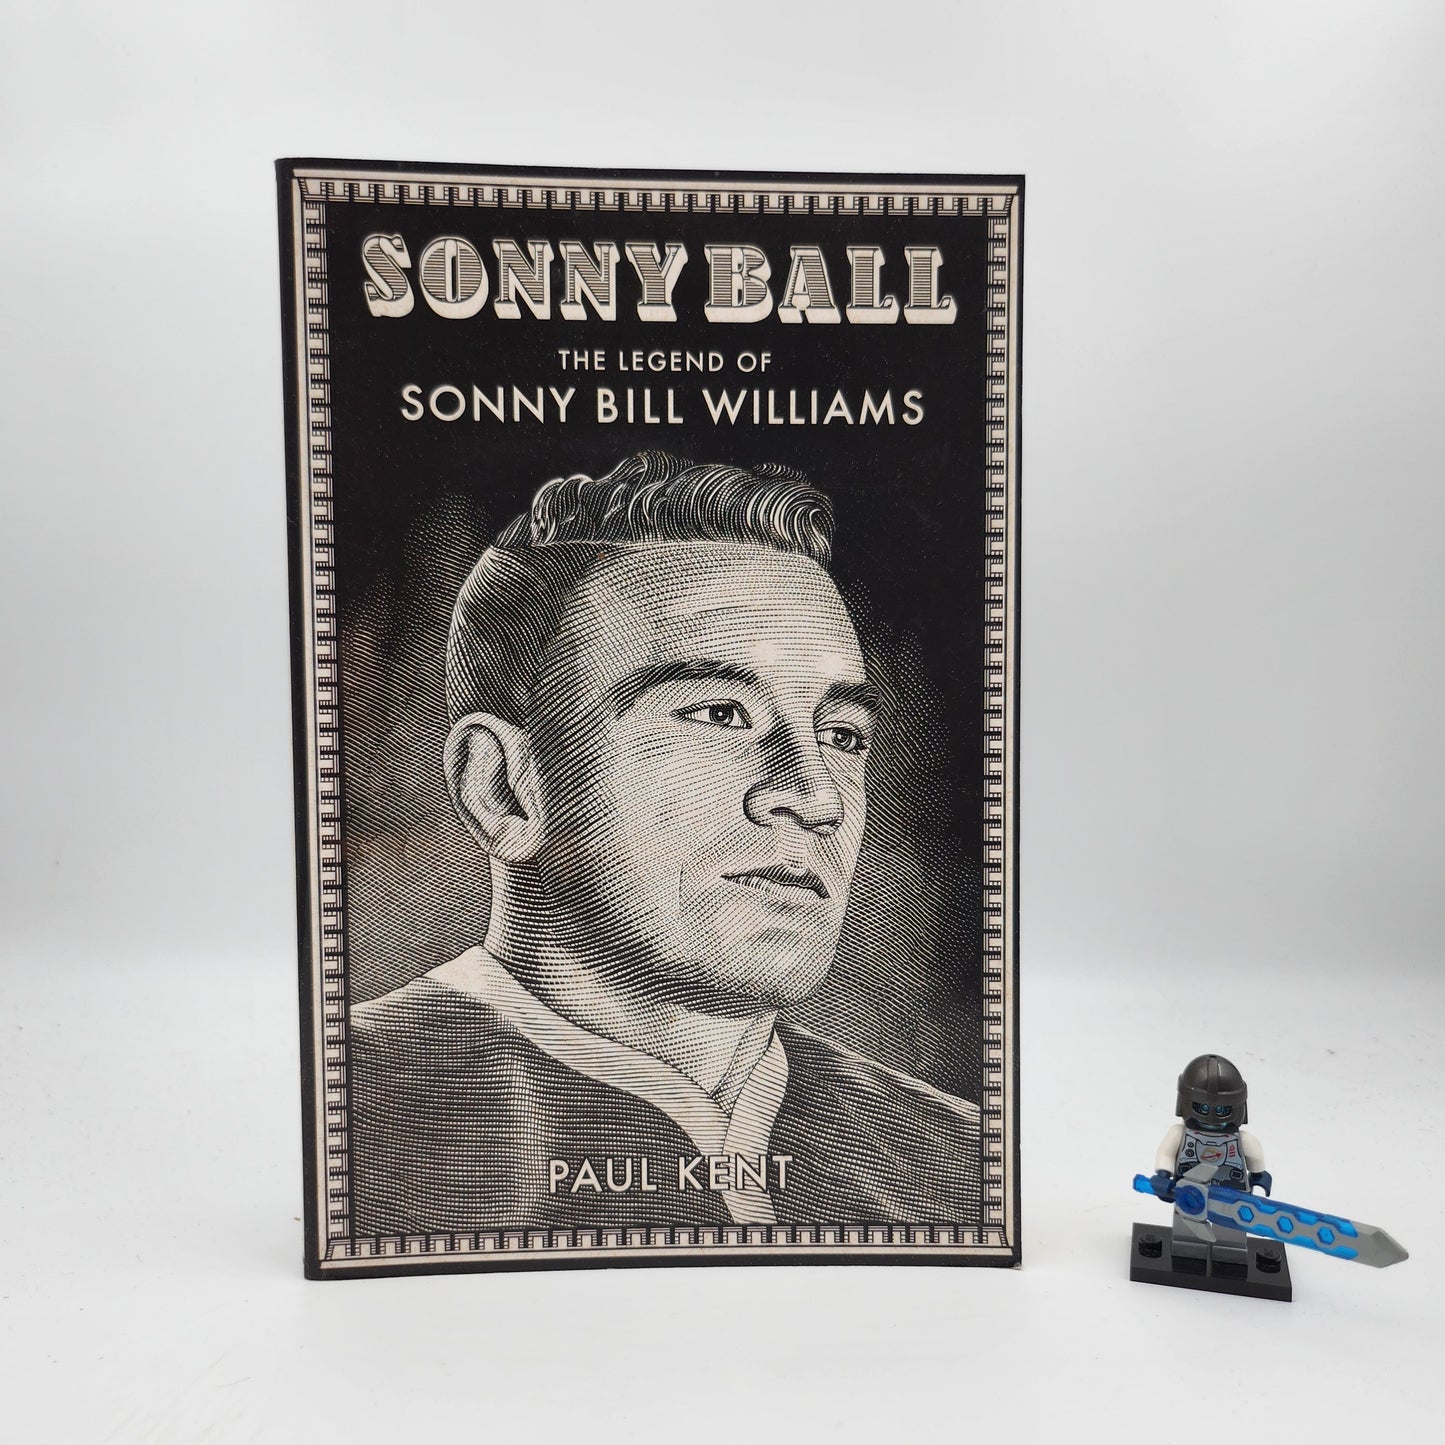 SONNY BALL
THE LEGEND OF
SONNY BILL WILLIAMS
PAUL KENT